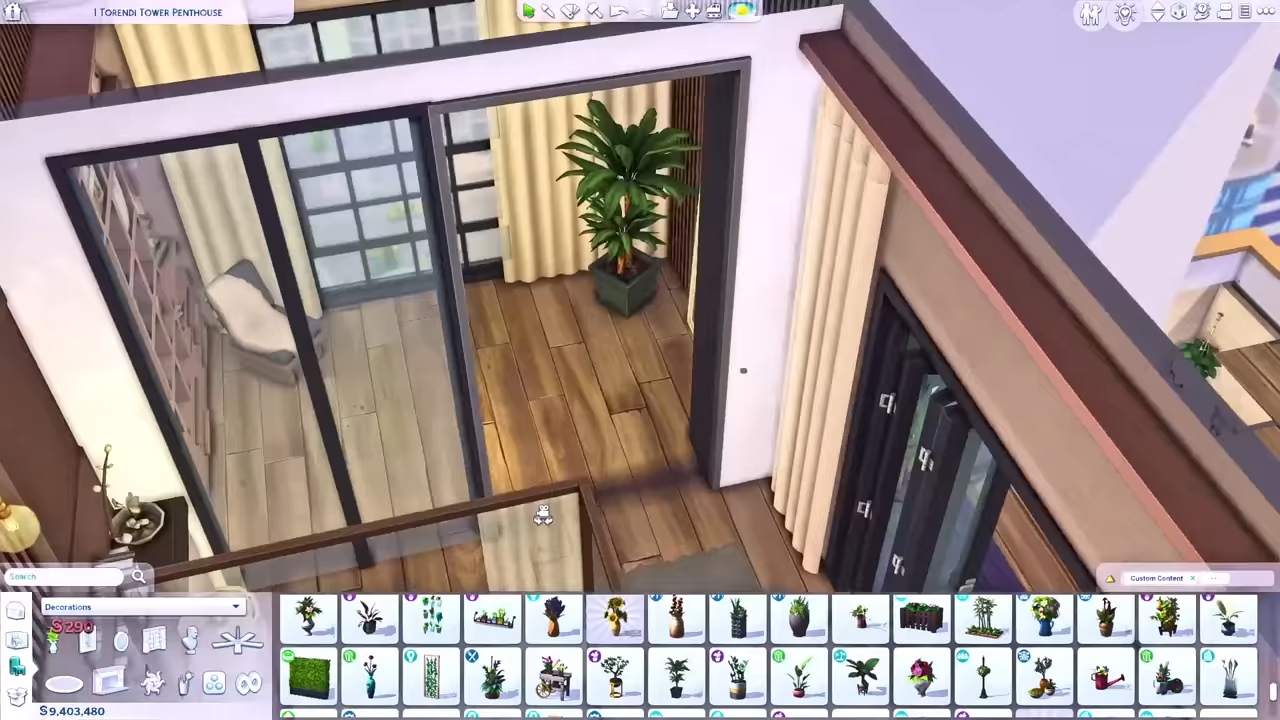 1 Torendi Tower Penthouse
Search
Custom Content
Decorations
$290
$9,403,480